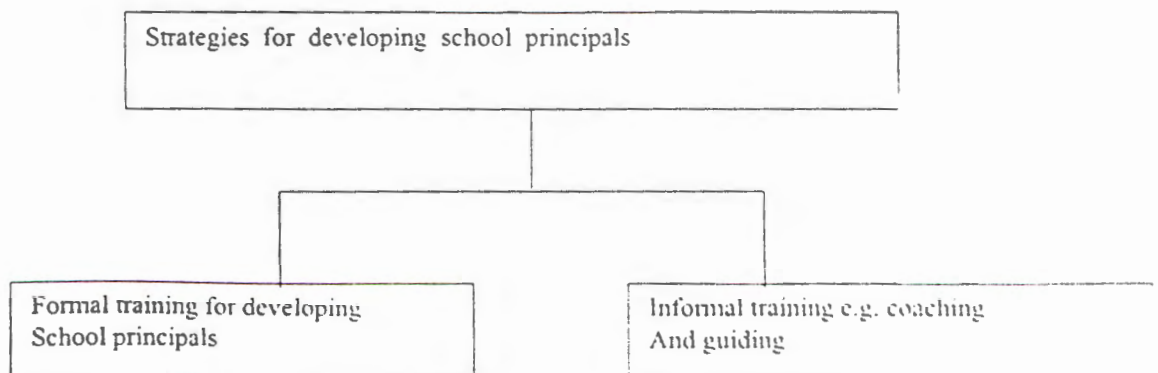 Strategies for developing school principals
Formal training for developing
School principals
Informal training e.g. coaching
And guiding